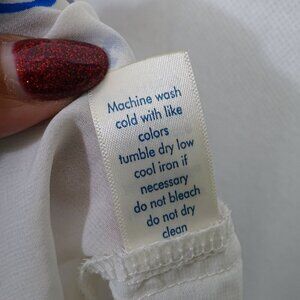 Machine wash
cold with like
colors
tumble dry low
cool iron if
necessary
do not bleach
do not dry
clean